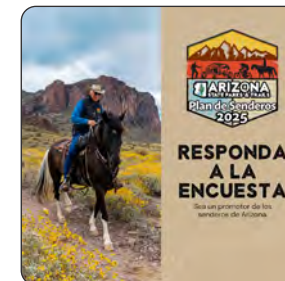 ARIZONA
STATE PARKS & TRAILS
Plan de Senderos
2025
RESPONDA
A LA
ENCUESTA
Sea un promotor de los
senderos de Arizona.